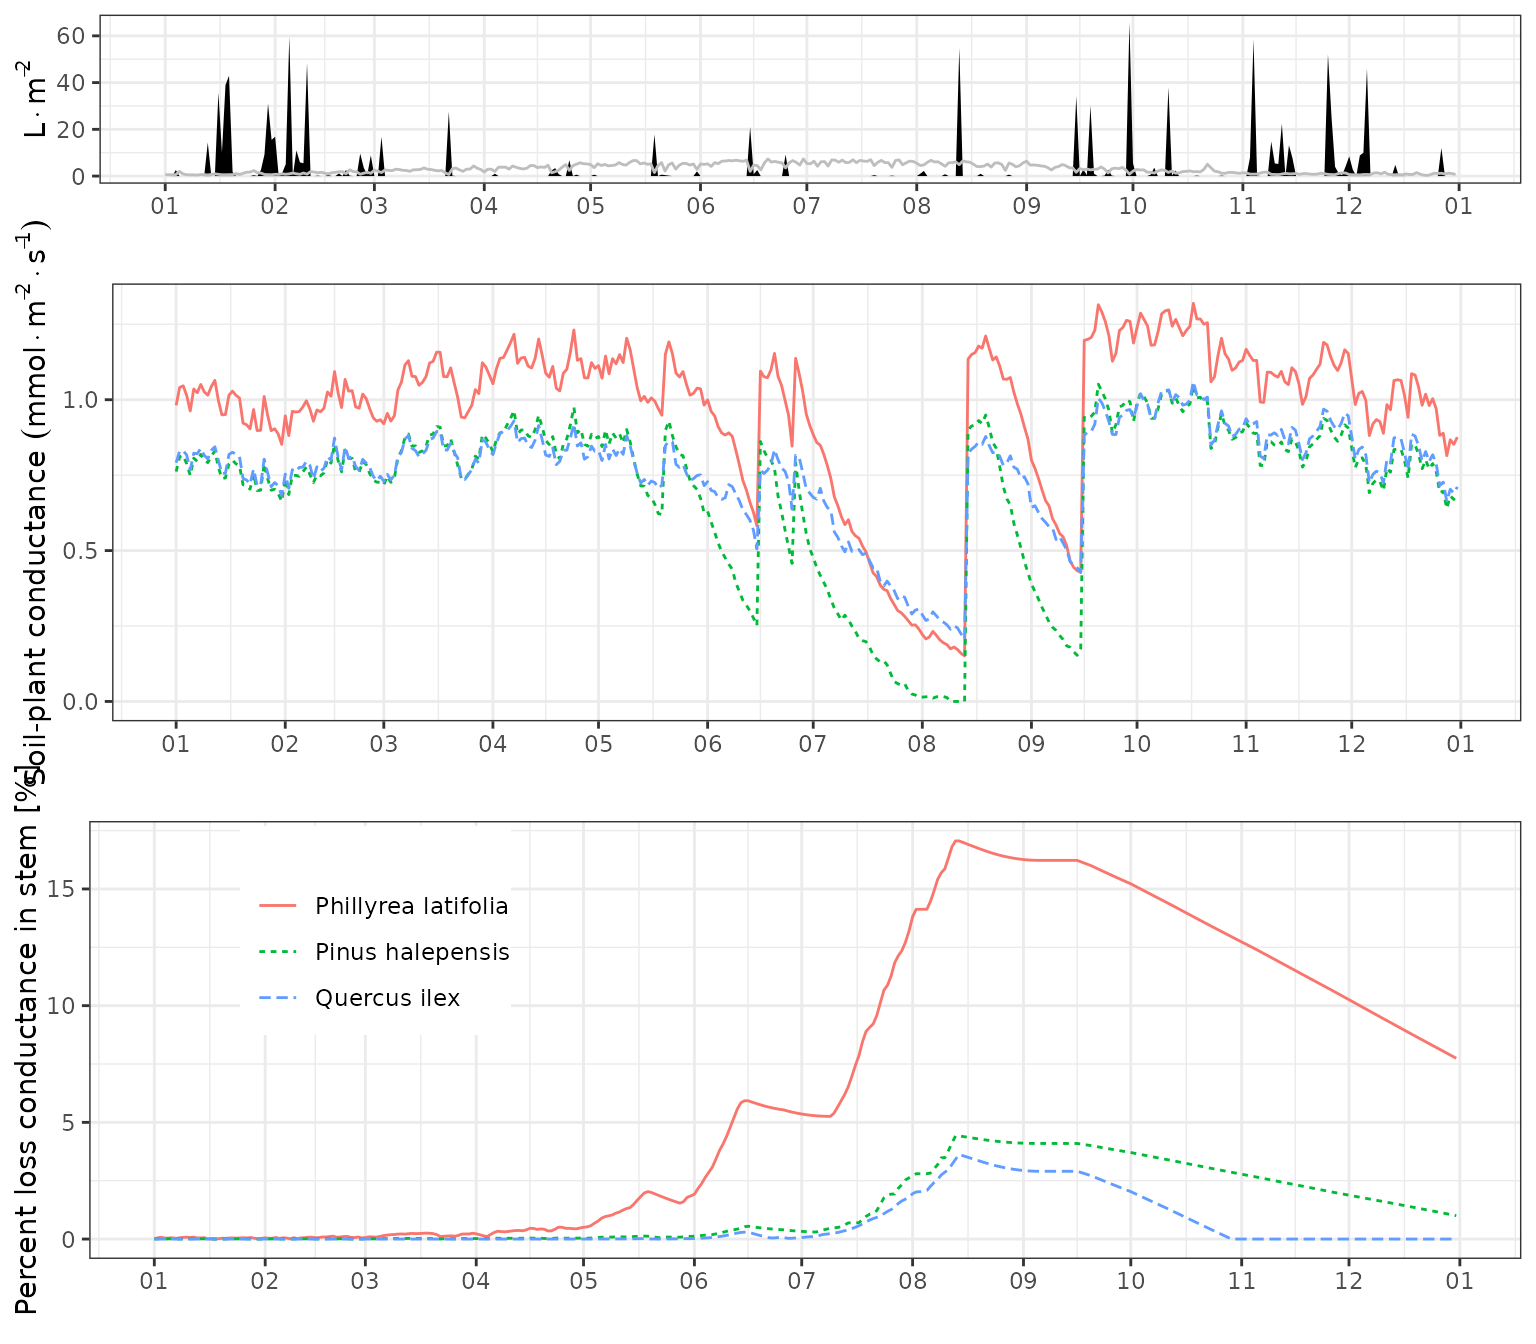 L·m⁻²
60
40
20
0
01 02 03 04 05 06 07 08 09 10 11 12 01
Soil-plant conductance (mmol·m⁻²·s⁻¹)
1.0
0.5
0.0
01 02 03 04 05 06 07 08 09 10 11 12 01
Percent loss conductance in stem [%]
15
10
5
0
Phillyrea latifolia
Pinus halepensis
Quercus ilex
01 02 03 04 05 06 07 08 09 10 11 12 01